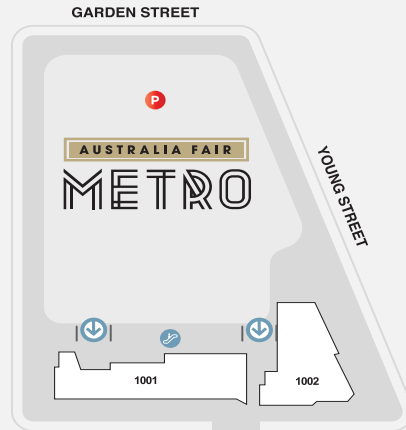 GARDEN STREET
P
AUSTRALIA FAIR
METRO
YOUNG STREET
1001
1002